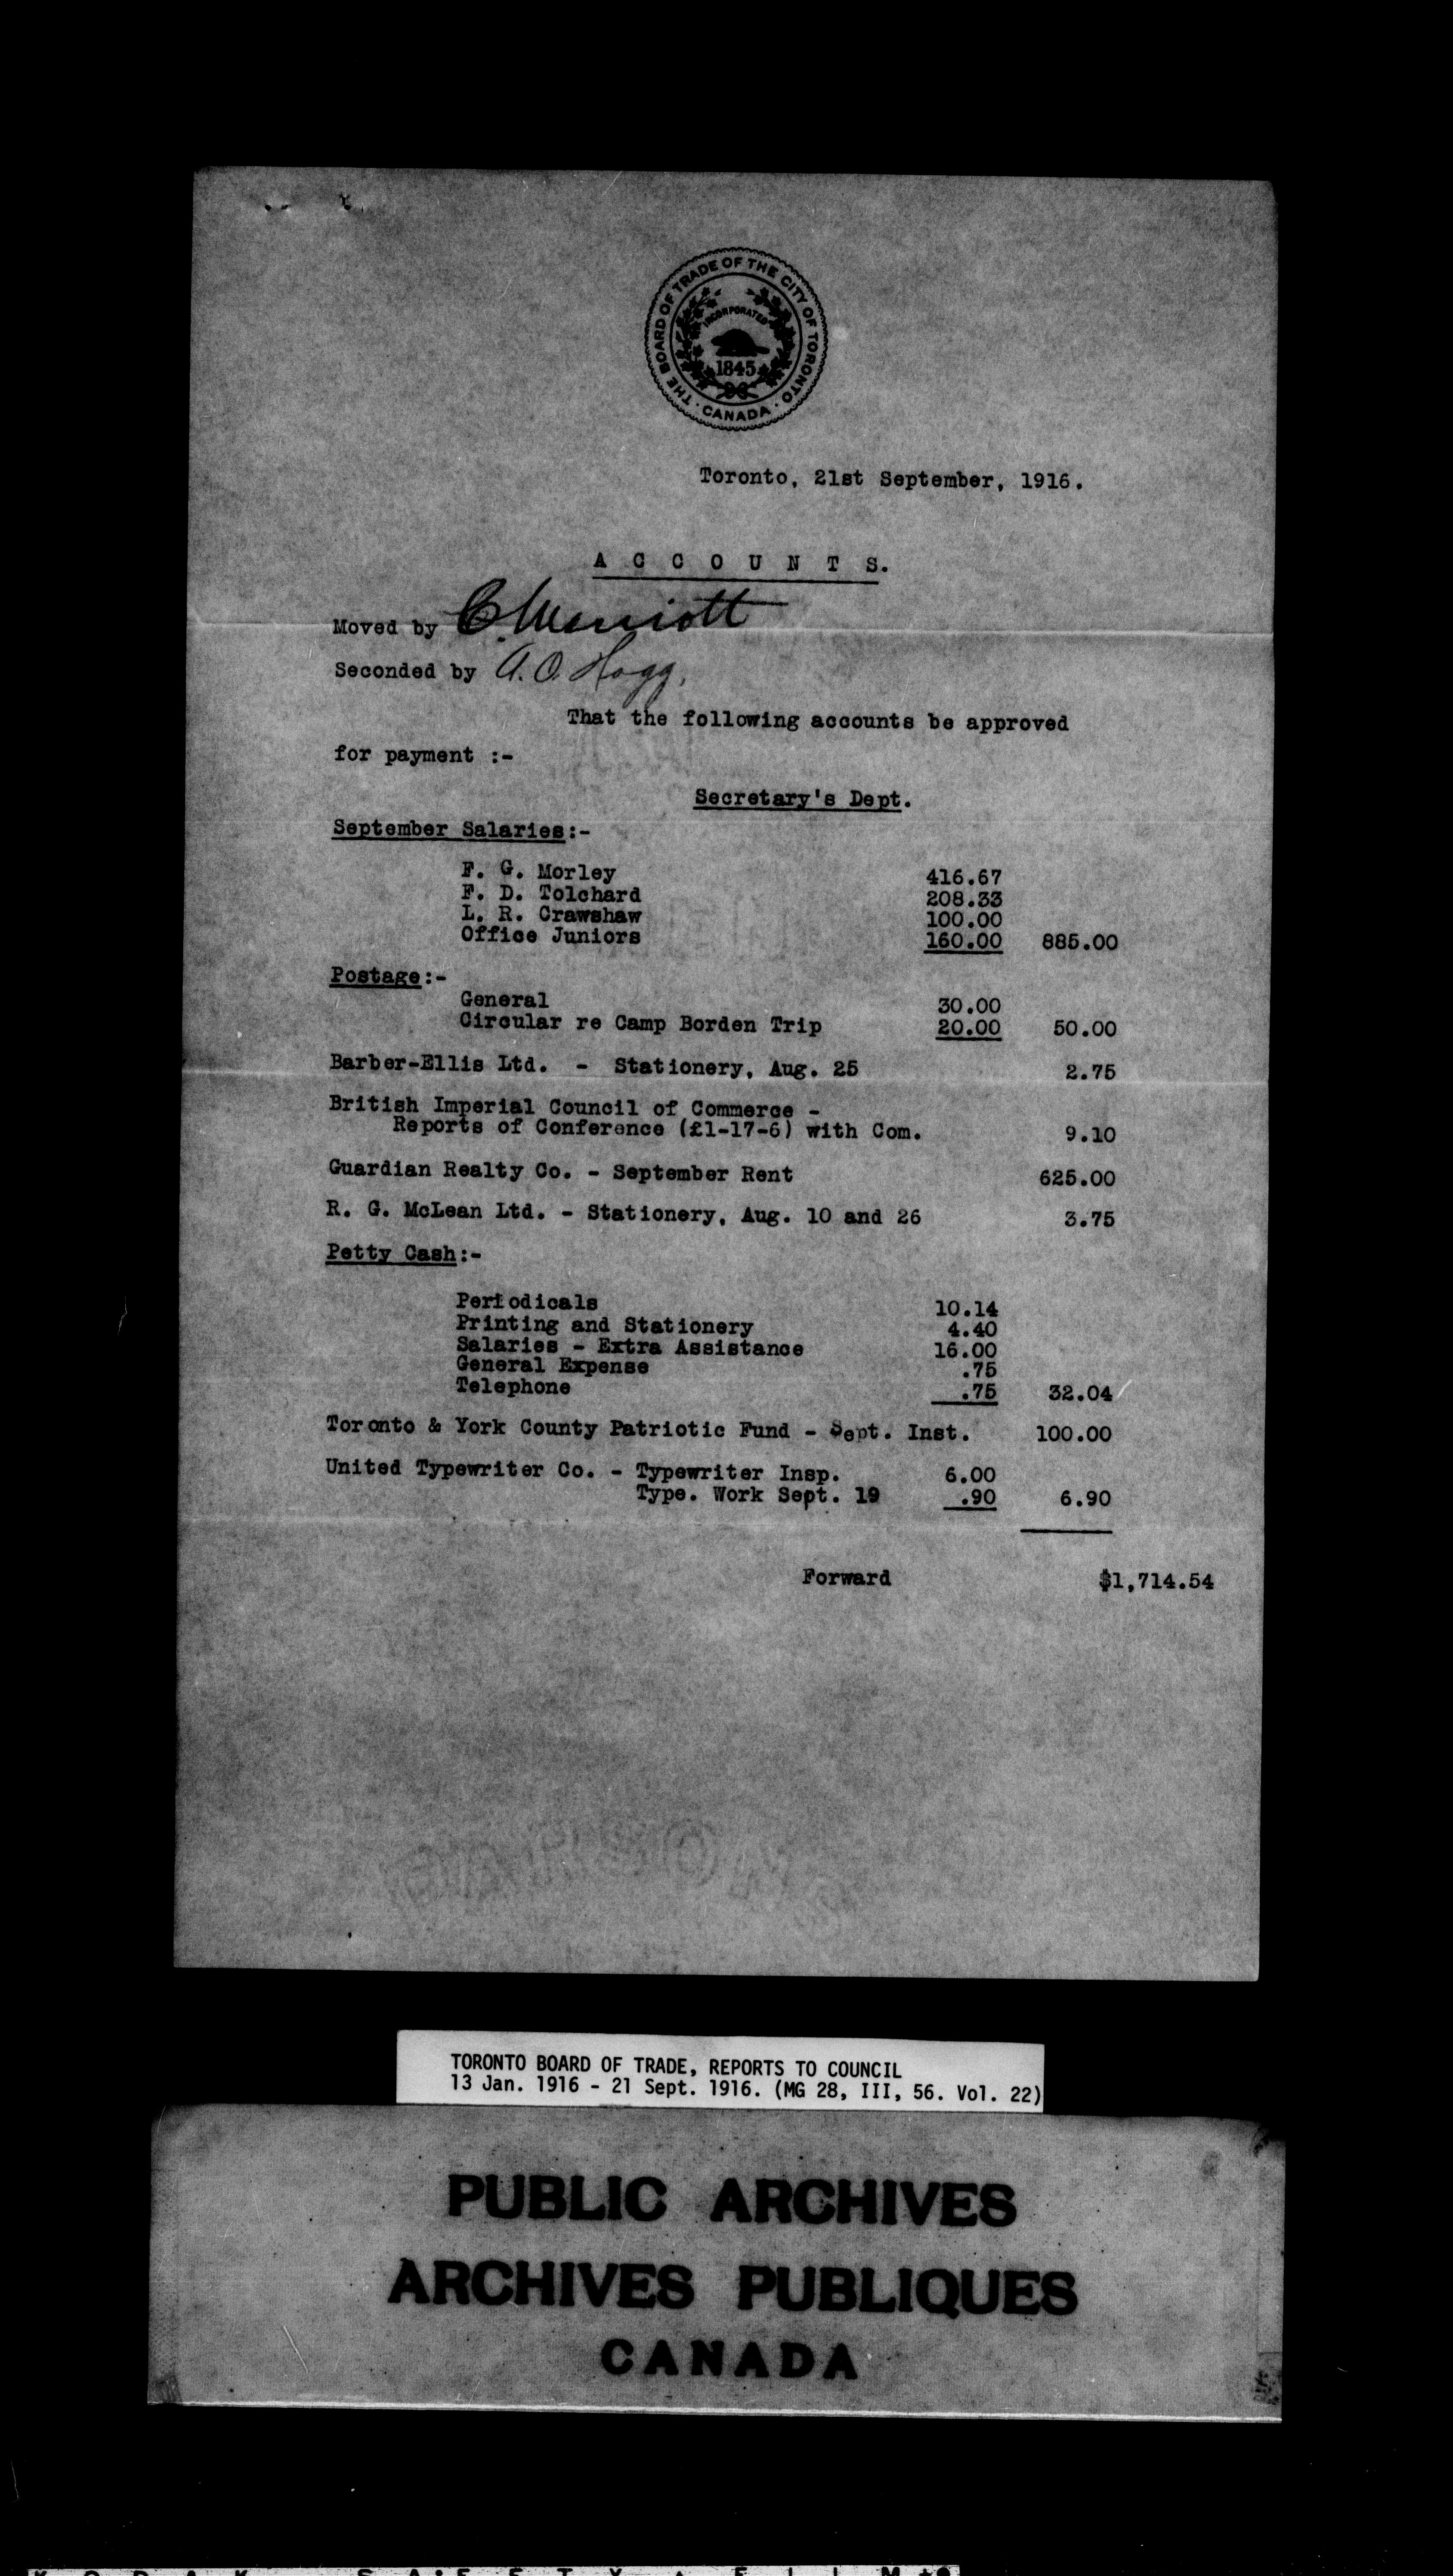 THE BOARD OF TRADE OF THE CITY OF TORONTO · CANADA ·
INCORPORATED
1845
Toronto, 21st September, 1916.
A C C O U N T S.
Moved by C. Marriott
Seconded by A. O. Hogg,
That the following accounts be approved
for payment :-
Secretary's Dept.
September Salaries:-
F. G. Morley 416.67
F. D. Tolchard 208.33
L. R. Crawshaw 100.00
Office Juniors 160.00 885.00
Postage:-
General 30.00
Circular re Camp Borden Trip 20.00 50.00
Barber-Ellis Ltd. - Stationery, Aug. 25 2.75
British Imperial Council of Commerce -
Reports of Conference (£1-17-6) with Com. 9.10
Guardian Realty Co. - September Rent 625.00
R. G. McLean Ltd. - Stationery, Aug. 10 and 26 3.75
Petty Cash:-
Periodicals 10.14
Printing and Stationery 4.40
Salaries - Extra Assistance 16.00
General Expense .75
Telephone .75 32.04
Toronto & York County Patriotic Fund - Sept. Inst. 100.00
United Typewriter Co. - Typewriter Insp. 6.00
Type. Work Sept. 19 .90 6.90
Forward $1,714.54
TORONTO BOARD OF TRADE, REPORTS TO COUNCIL
13 Jan. 1916 - 21 Sept. 1916. (MG 28, III, 56. Vol. 22)
PUBLIC ARCHIVES
ARCHIVES PUBLIQUES
CANADA